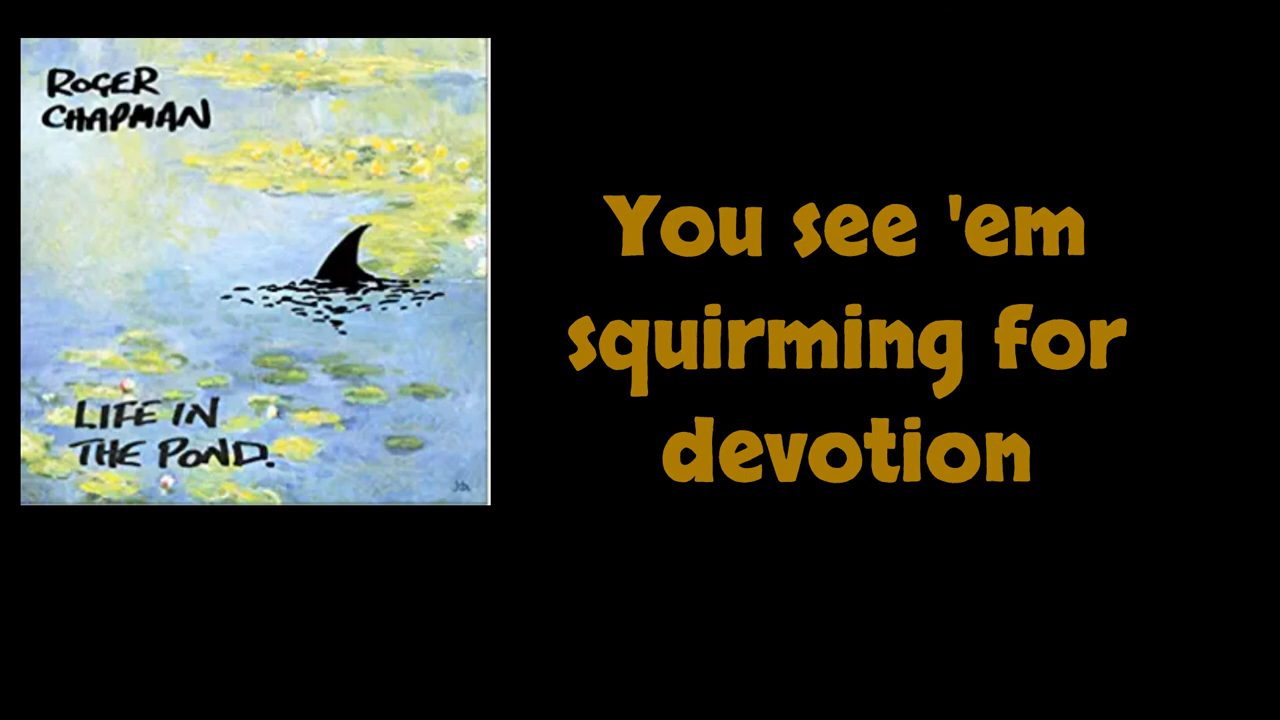 ROGER
CHAPMAN
LIFE IN
THE POND.
You see 'em
squirming for
devotion